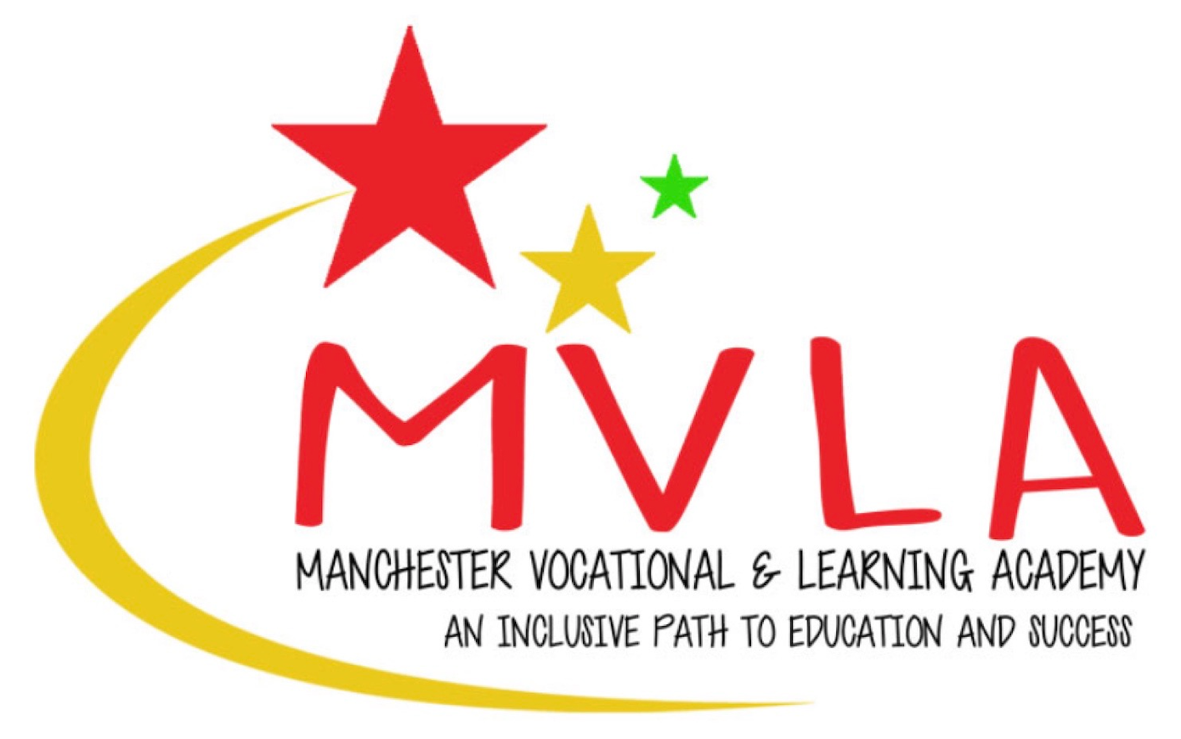 MVLA
MANCHESTER VOCATIONAL & LEARNING ACADEMY
AN INCLUSIVE PATH TO EDUCATION AND SUCCESS